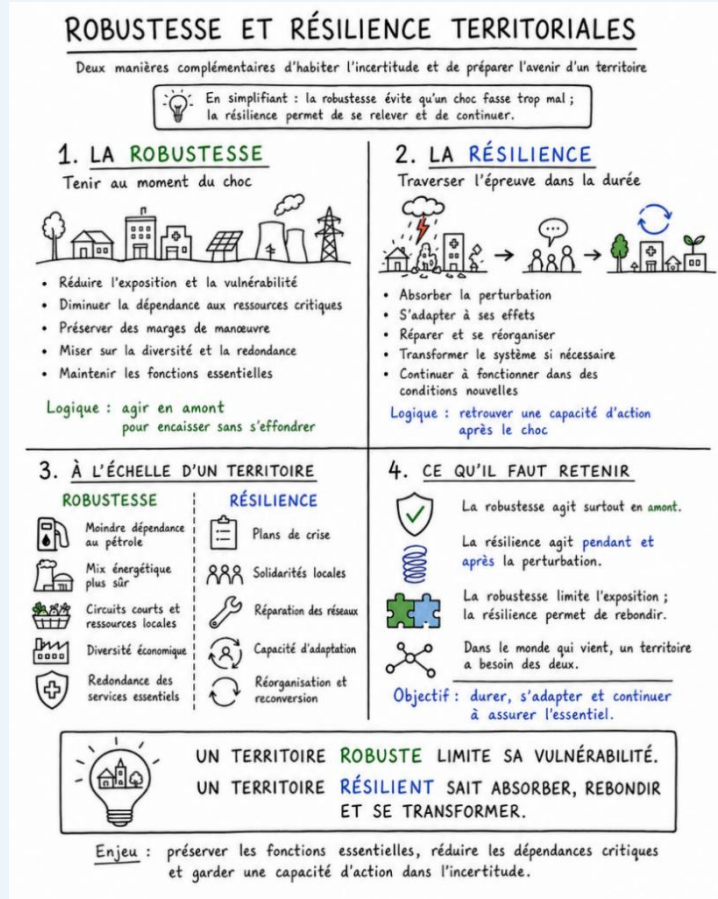 ROBUSTESSE ET RÉSILIENCE TERRITORIALES
Deux manières complémentaires d'habiter l'incertitude et de préparer l'avenir d'un territoire
En simplifiant : la robustesse évite qu'un choc fasse trop mal ;
la résilience permet de se relever et de continuer.
1. LA ROBUSTESSE
Tenir au moment du choc
• Réduire l'exposition et la vulnérabilité
• Diminuer la dépendance aux ressources critiques
• Préserver des marges de manœuvre
• Miser sur la diversité et la redondance
• Maintenir les fonctions essentielles
Logique : agir en amont
pour encaisser sans s'effondrer
2. LA RÉSILIENCE
Traverser l'épreuve dans la durée
• Absorber la perturbation
• S'adapter à ses effets
• Réparer et se réorganiser
• Transformer le système si nécessaire
• Continuer à fonctionner dans des
conditions nouvelles
Logique : retrouver une capacité d'action
après le choc
3. À L'ÉCHELLE D'UN TERRITOIRE
ROBUSTESSE
Moindre dépendance
au pétrole
Mix énergétique
plus sûr
Circuits courts et
ressources locales
Diversité économique
Redondance des
services essentiels
RÉSILIENCE
Plans de crise
Solidarités locales
Réparation des réseaux
Capacité d'adaptation
Réorganisation et
reconversion
4. CE QU'IL FAUT RETENIR
La robustesse agit surtout en amont.
La résilience agit pendant et
après la perturbation.
La robustesse limite l'exposition ;
la résilience permet de rebondir.
Dans le monde qui vient, un territoire
a besoin des deux.
Objectif : durer, s'adapter et continuer
à assurer l'essentiel.
UN TERRITOIRE ROBUSTE LIMITE SA VULNÉRABILITÉ.
UN TERRITOIRE RÉSILIENT SAIT ABSORBER, REBONDIR
ET SE TRANSFORMER.
Enjeu : préserver les fonctions essentielles, réduire les dépendances critiques
et garder une capacité d'action dans l'incertitude.